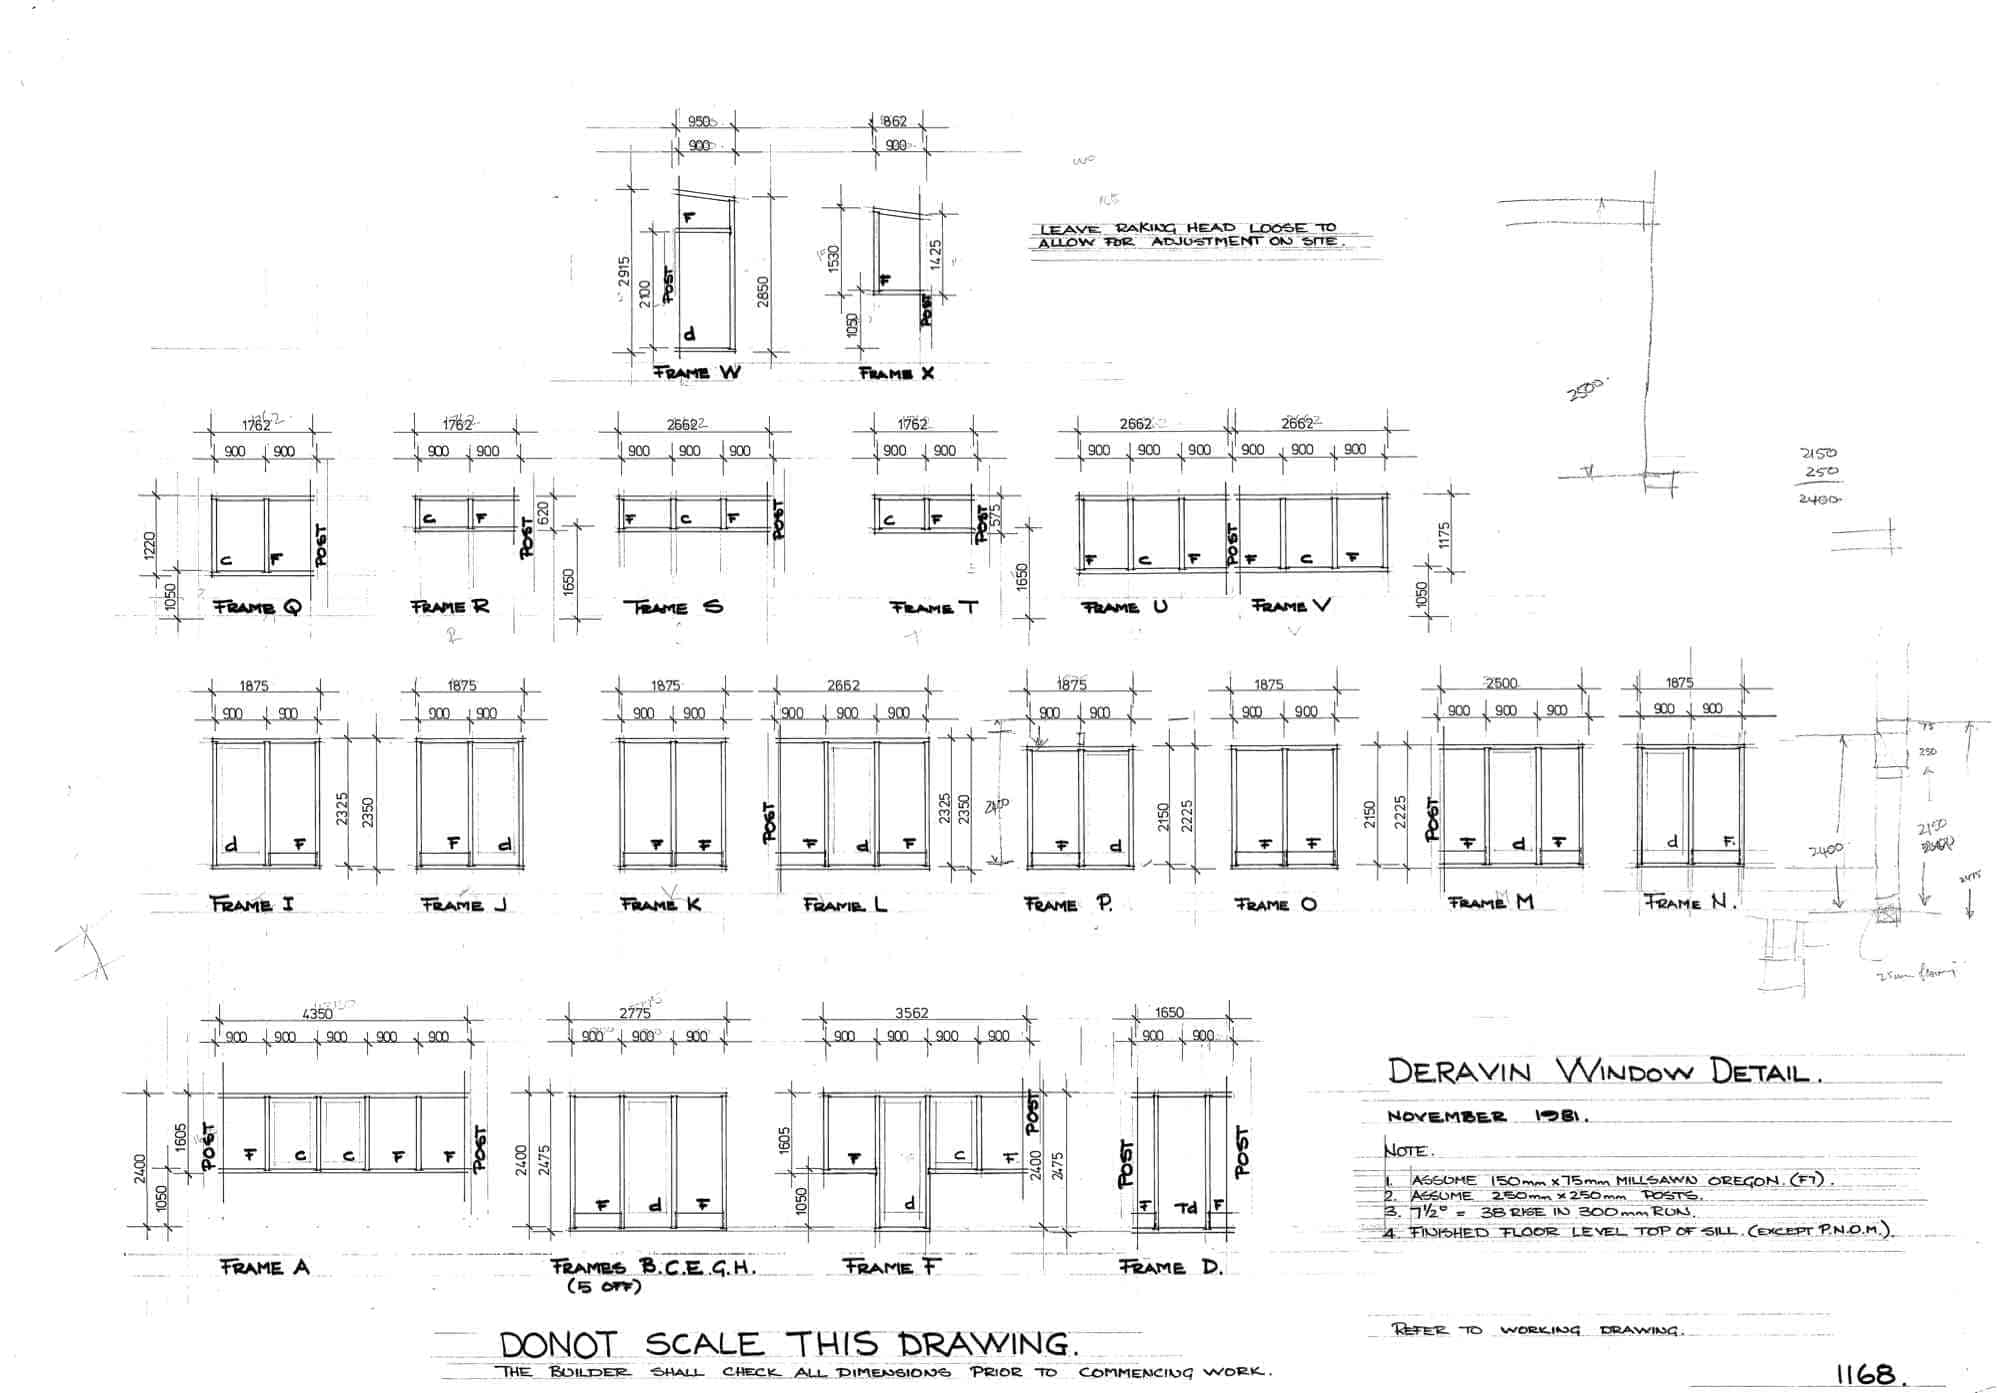 950 862
900 900
LEAVE RAKING HEAD LOOSE TO
ALLOW FOR ADJUSTMENT ON SITE.
F
2915
2100
POST
2850
d
1530
1425
F
1050
POST
FRAME W FRAME X
2500
2150
250
2400
1762 1762 2662 1762 2662 2662
900 900 900 900 900 900 900 900 900 900 900 900 900 900 900
1220
1050
C F POST
C F POST
620
1650
F C F POST
C F POST
575
1650
F C F POST F C F
1175
1050
FRAME Q FRAME R FRAME S FRAME T FRAME U FRAME V
R T V
1875 1875 1875 2662 1875 1875 2500 1875
900 900 900 900 900 900 900 900 900 900 900 900 900 900 900 900 900 900
d F
2325
2350
F d
F F
POST
F d F
2325
2350
2400
F d
2150
2225
F F
2150
2225
POST
F d F
d F.
75
250
2150
2400
2475
25mm flooring
FRAME I FRAME J FRAME K FRAME L FRAME P. FRAME O FRAME M FRAME N.
4350 2775 3562 1650
900 900 900 900 900 900 900 900 900 900 900 900 900 900
2400
1605
1050
POST
F C C F F
POST
2400
2475
F d F
1605
1050
F C F
d
POST
2400
2475
POST
F Td F
POST
FRAME A FRAMES B.C.E.G.H. FRAME F FRAME D.
(5 OFF)
DERAVIN WINDOW DETAIL.
NOVEMBER 1981.
NOTE.
1. ASSUME 150mm x 75mm MILLSAWN OREGON. (F7).
2. ASSUME 250mm x 250mm POSTS.
3. 7½° = 38 RISE IN 300mm RUN.
4. FINISHED FLOOR LEVEL TOP OF SILL. (EXCEPT P.N.O.M.).
REFER TO WORKING DRAWING.
DONOT SCALE THIS DRAWING.
THE BUILDER SHALL CHECK ALL DIMENSIONS PRIOR TO COMMENCING WORK.
1168.